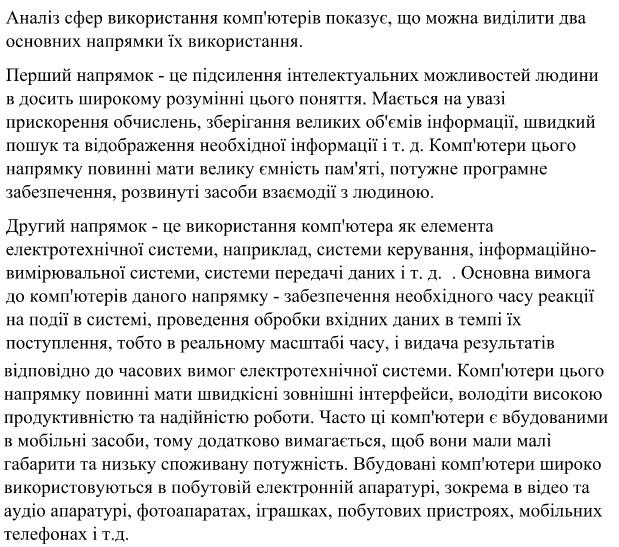 Аналіз сфер використання комп'ютерів показує, що можна виділити два
основних напрямки їх використання.
Перший напрямок - це підсилення інтелектуальних можливостей людини
в досить широкому розумінні цього поняття. Мається на увазі
прискорення обчислень, зберігання великих об'ємів інформації, швидкий
пошук та відображення необхідної інформації і т. д. Комп'ютери цього
напрямку повинні мати велику ємність пам'яті, потужне програмне
забезпечення, розвинуті засоби взаємодії з людиною.
Другий напрямок - це використання комп'ютера як елемента
електротехнічної системи, наприклад, системи керування, інформаційно-
вимірювальної системи, системи передачі даних і т. д.  . Основна вимога
до комп'ютерів даного напрямку - забезпечення необхідного часу реакції
на події в системі, проведення обробки вхідних даних в темпі їх
поступлення, тобто в реальному масштабі часу, і видача результатів
відповідно до часових вимог електротехнічної системи. Комп'ютери цього
напрямку повинні мати швидкісні зовнішні інтерфейси, володіти високою
продуктивністю та надійністю роботи. Часто ці комп'ютери є вбудованими
в мобільні засоби, тому додатково вимагається, щоб вони мали малі
габарити та низьку споживану потужність. Вбудовані комп'ютери широко
використовуються в побутовій електронній апаратурі, зокрема в відео та
аудіо апаратурі, фотоапаратах, іграшках, побутових пристроях, мобільних
телефонах і т.д.